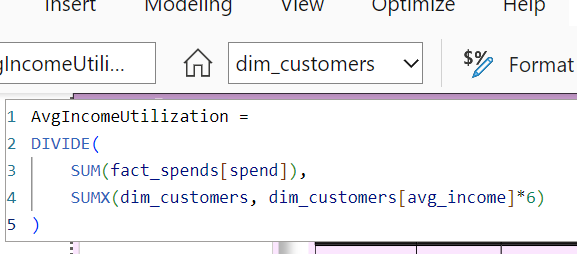 Insert Modeling View Optimize Help
gIncomeUtili... dim_customers $% Format
1 AvgIncomeUtilization =
2 DIVIDE(
3 SUM(fact_spends[spend]),
4 SUMX(dim_customers, dim_customers[avg_income]*6)
5 )